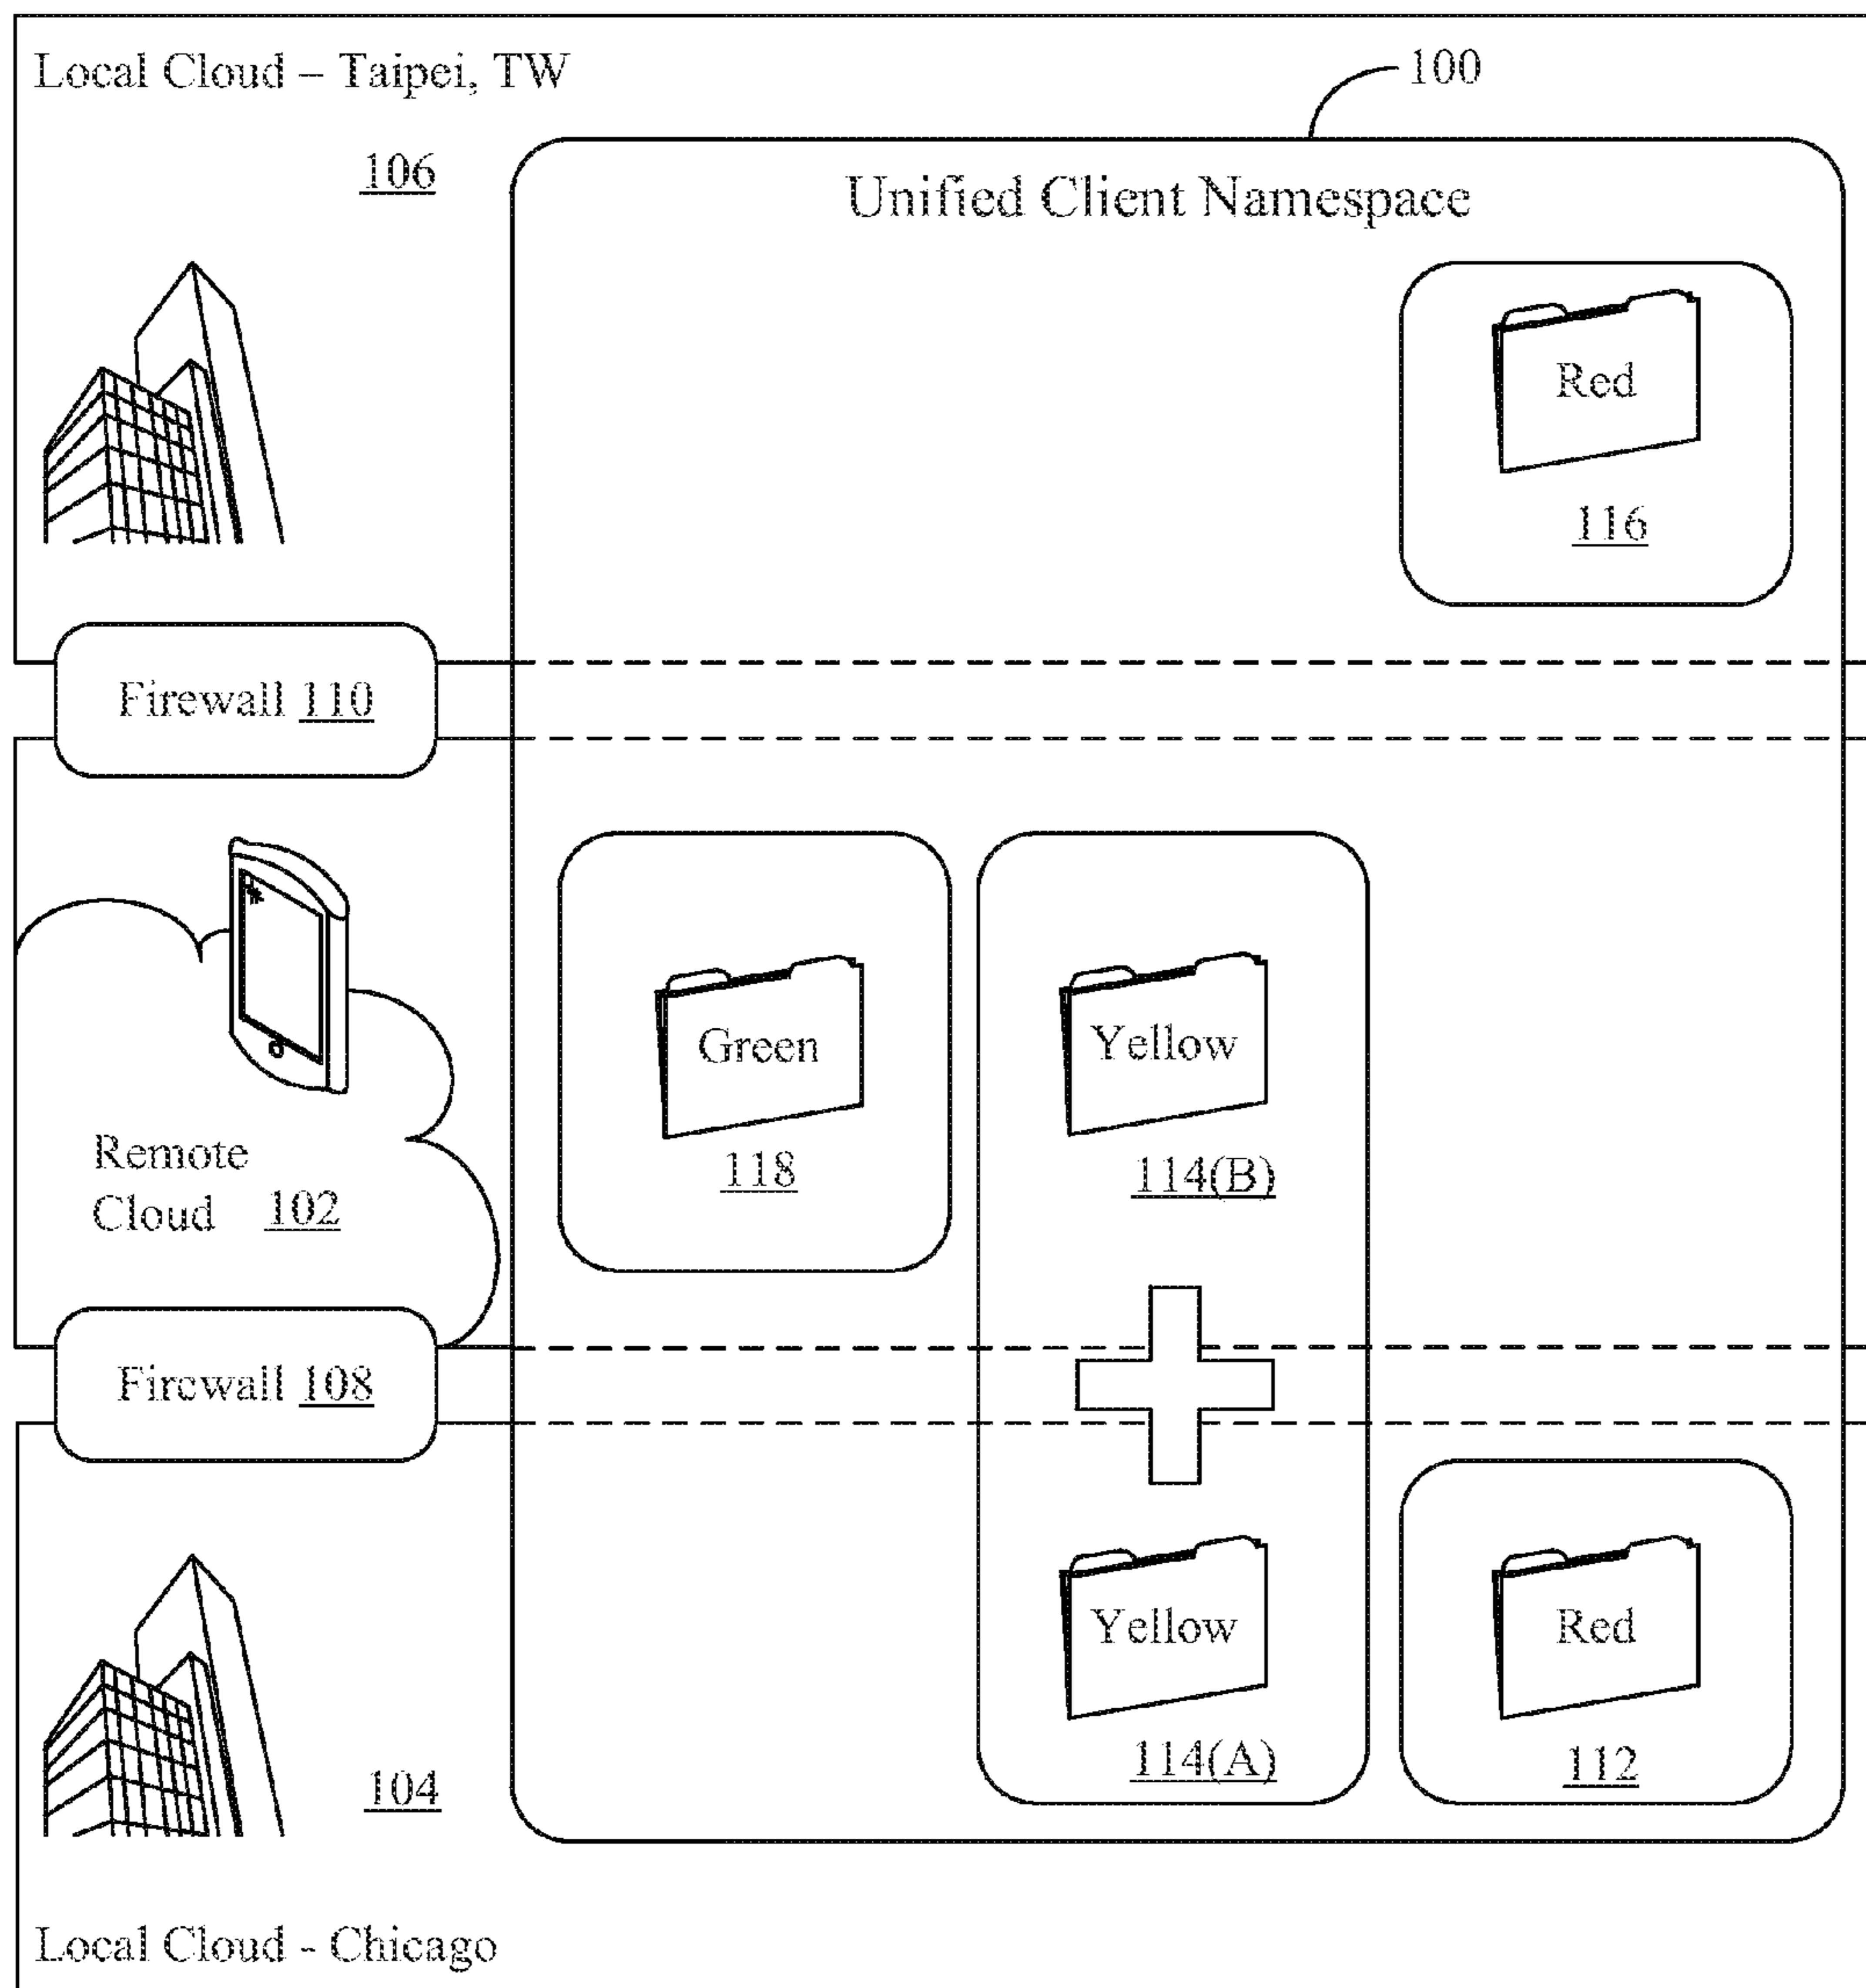 Local Cloud – Taipei, TW
100
106
Unified Client Namespace
Red
116
Firewall 110
Green
118
Yellow
114(B)
Remote
Cloud 102
Firewall 108
Yellow
114(A)
Red
112
104
Local Cloud - Chicago